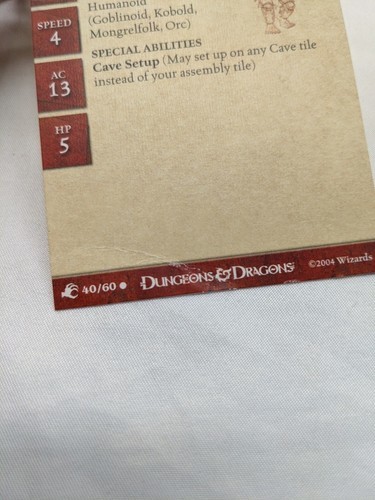 Humanoid
(Goblinoid, Kobold,
Mongrelfolk, Orc)
SPEED
4
SPECIAL ABILITIES
Cave Setup (May set up on any Cave tile
instead of your assembly tile)
AC
13
HP
5
40/60
DUNGEONS & DRAGONS
©2004 Wizards